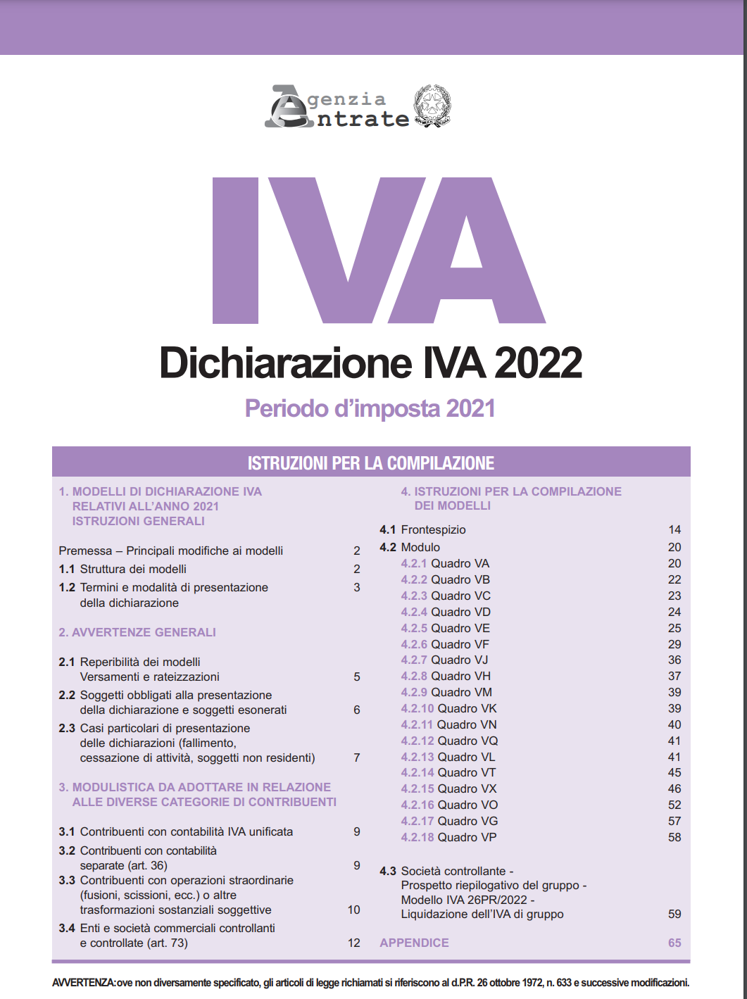 Agenzia
Entrate
IVA
Dichiarazione IVA 2022
Periodo d'imposta 2021
ISTRUZIONI PER LA COMPILAZIONE
1. MODELLI DI DICHIARAZIONE IVA
RELATIVI ALL'ANNO 2021
ISTRUZIONI GENERALI
Premessa – Principali modifiche ai modelli 2
1.1 Struttura dei modelli 2
1.2 Termini e modalità di presentazione 3
della dichiarazione
2. AVVERTENZE GENERALI
2.1 Reperibilità dei modelli
Versamenti e rateizzazioni 5
2.2 Soggetti obbligati alla presentazione
della dichiarazione e soggetti esonerati 6
2.3 Casi particolari di presentazione
delle dichiarazioni (fallimento,
cessazione di attività, soggetti non residenti) 7
3. MODULISTICA DA ADOTTARE IN RELAZIONE
ALLE DIVERSE CATEGORIE DI CONTRIBUENTI
3.1 Contribuenti con contabilità IVA unificata 9
3.2 Contribuenti con contabilità
separate (art. 36) 9
3.3 Contribuenti con operazioni straordinarie
(fusioni, scissioni, ecc.) o altre
trasformazioni sostanziali soggettive 10
3.4 Enti e società commerciali controllanti
e controllate (art. 73) 12
4. ISTRUZIONI PER LA COMPILAZIONE
DEI MODELLI
4.1 Frontespizio 14
4.2 Modulo 20
4.2.1 Quadro VA 20
4.2.2 Quadro VB 22
4.2.3 Quadro VC 23
4.2.4 Quadro VD 24
4.2.5 Quadro VE 25
4.2.6 Quadro VF 29
4.2.7 Quadro VJ 36
4.2.8 Quadro VH 37
4.2.9 Quadro VM 39
4.2.10 Quadro VK 39
4.2.11 Quadro VN 40
4.2.12 Quadro VQ 41
4.2.13 Quadro VL 41
4.2.14 Quadro VT 45
4.2.15 Quadro VX 46
4.2.16 Quadro VO 52
4.2.17 Quadro VG 57
4.2.18 Quadro VP 58
4.3 Società controllante -
Prospetto riepilogativo del gruppo -
Modello IVA 26PR/2022 -
Liquidazione dell'IVA di gruppo 59
APPENDICE 65
AVVERTENZA: ove non diversamente specificato, gli articoli di legge richiamati si riferiscono al d.P.R. 26 ottobre 1972, n. 633 e successive modificazioni.